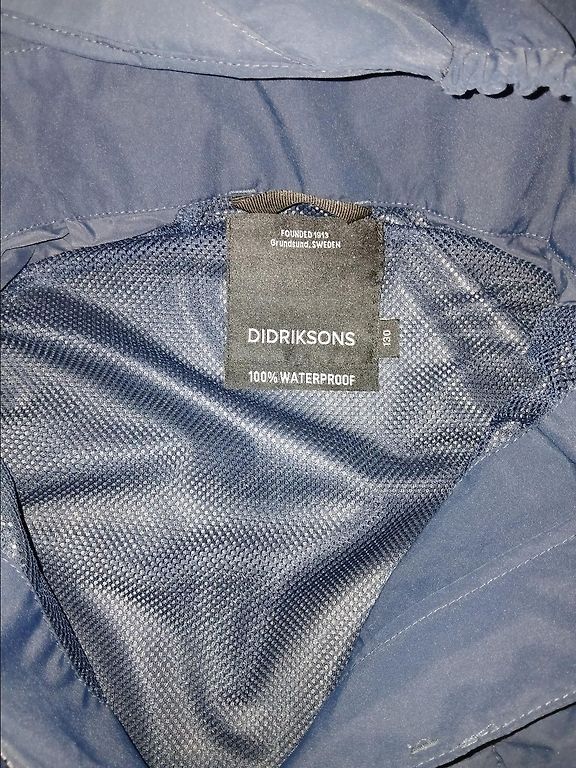 FOUNDED 1913
Grundsund, SWEDEN
DIDRIKSONS
130
100% WATERPROOF